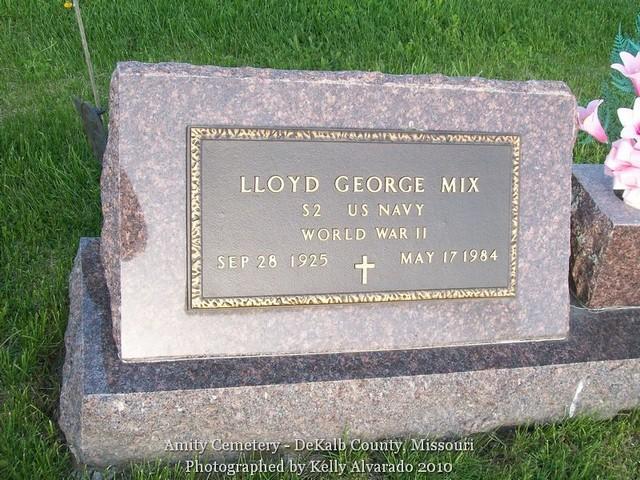 LLOYD GEORGE MIX
S2 US NAVY
WORLD WAR II
SEP 28 1925 MAY 17 1984
Amity Cemetery - DeKalb County, Missouri
Photographed by Kelly Alvarado 2010